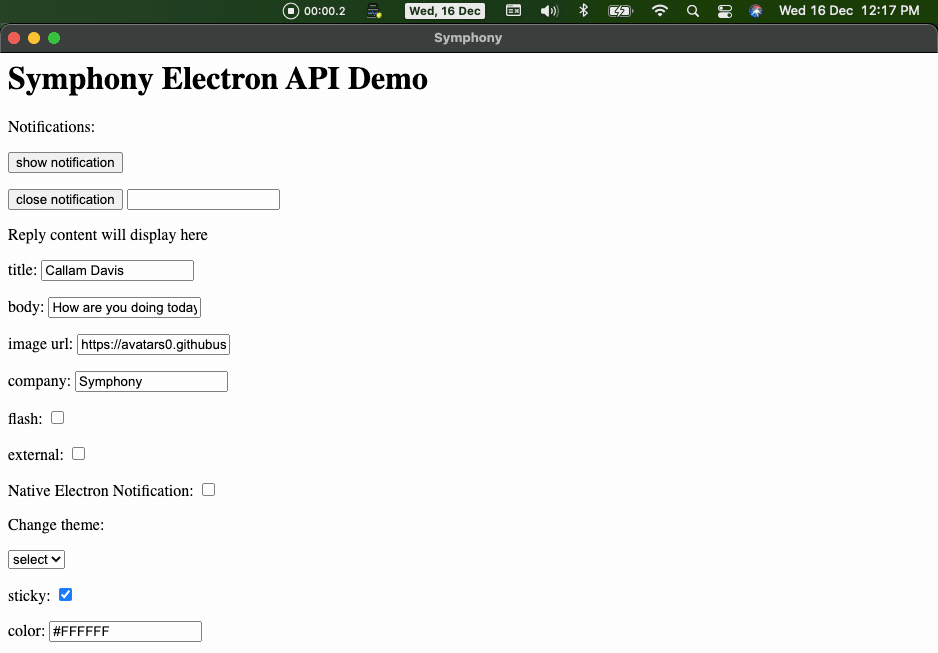 00:00.2 Wed, 16 Dec Wed 16 Dec 12:17 PM
Symphony
Symphony Electron API Demo
Notifications:
show notification
close notification
Reply content will display here
title: Callam Davis
body: How are you doing today
image url: https://avatars0.githubus
company: Symphony
flash:
external:
Native Electron Notification:
Change theme:
select
sticky:
color: #FFFFFF